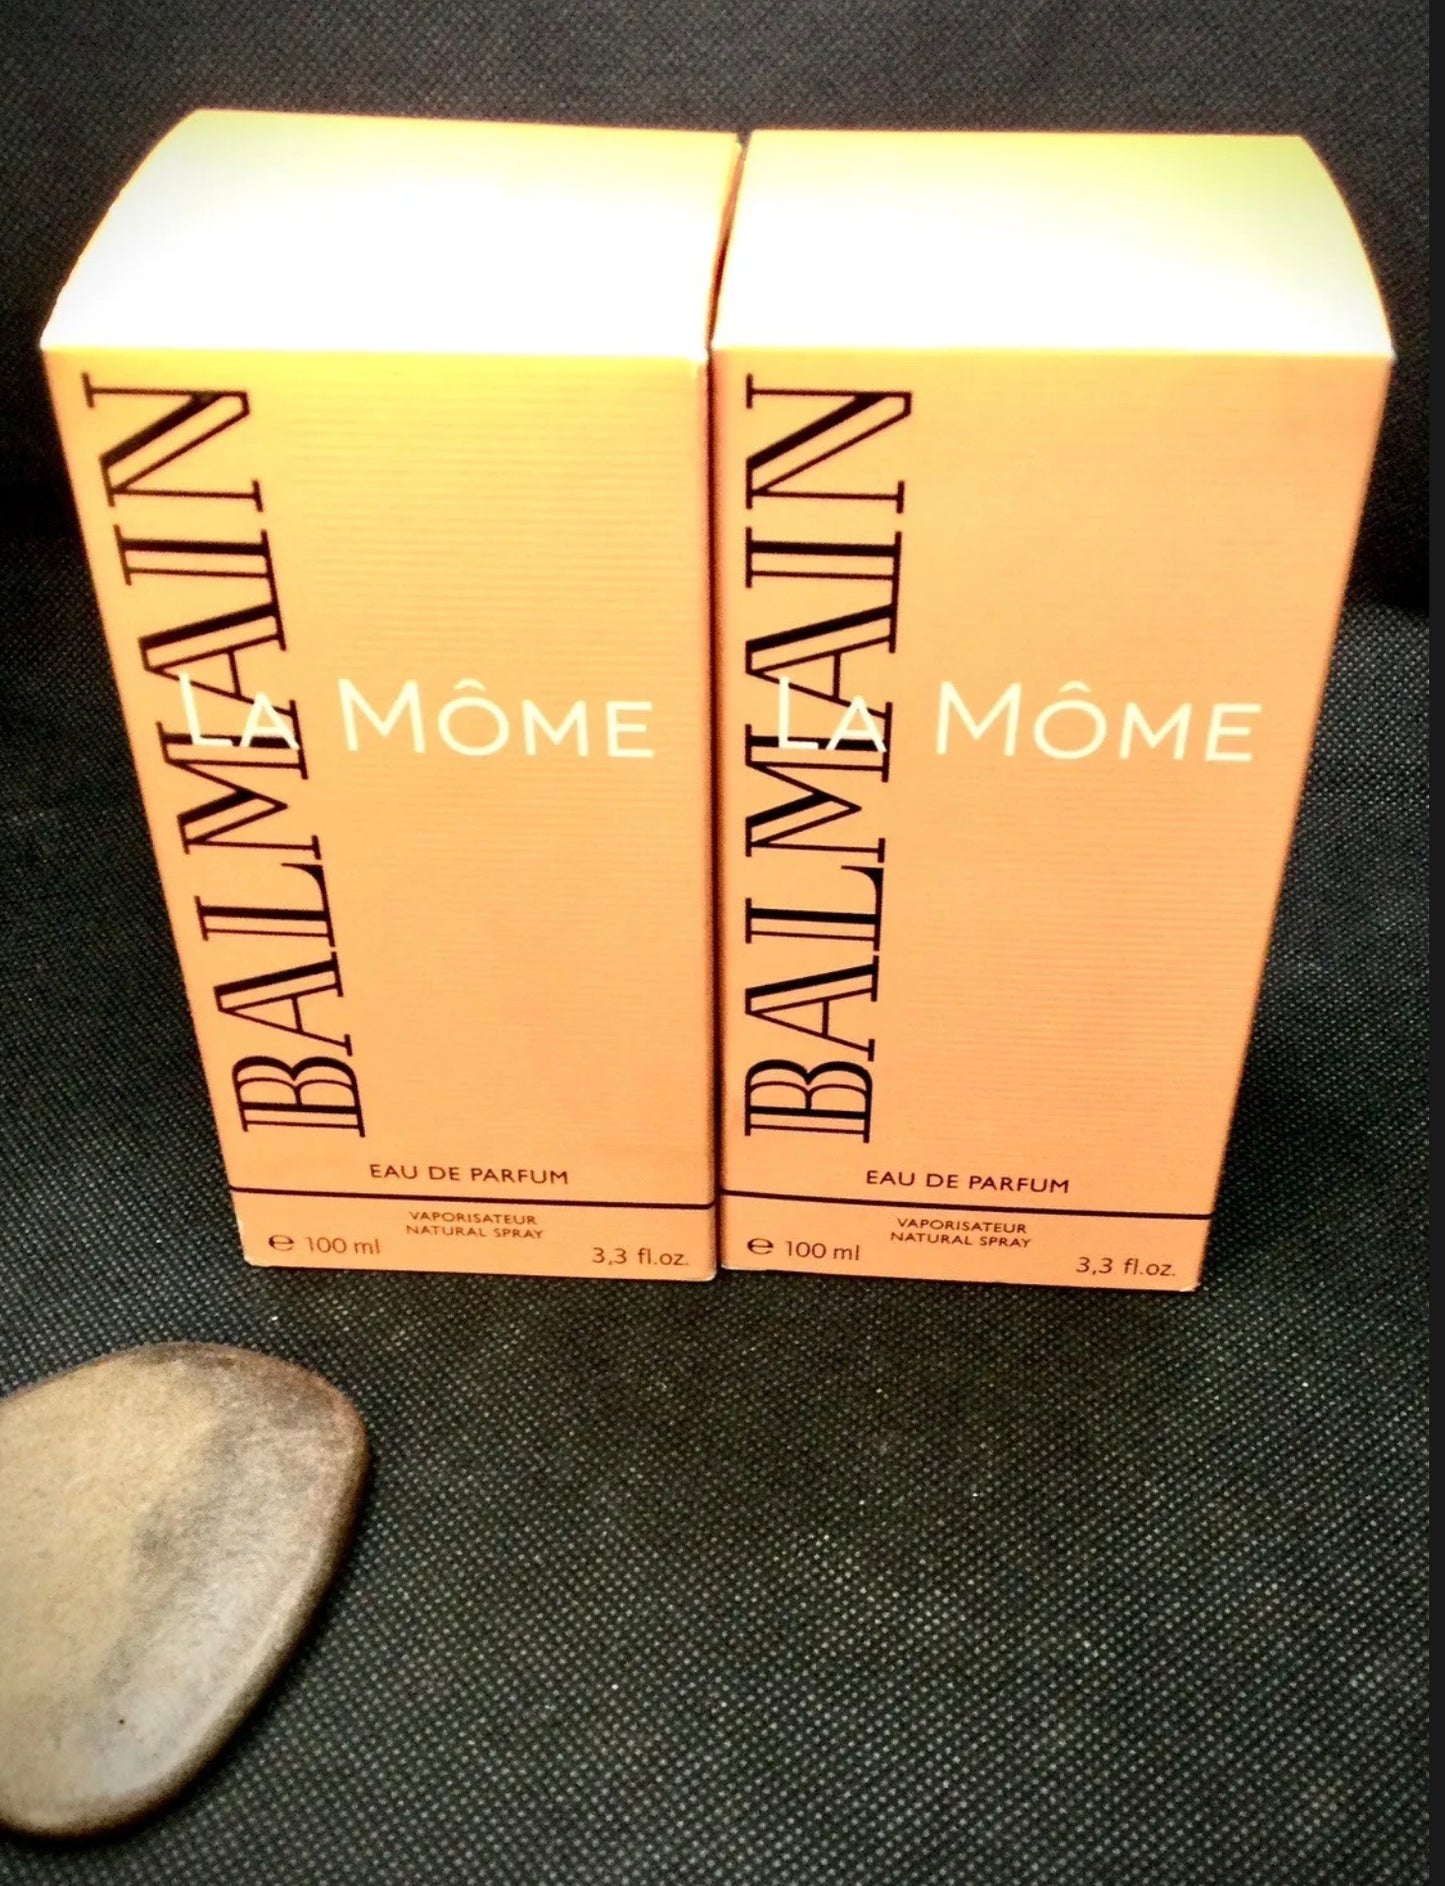 BALMAIN
LA MÔME
EAU DE PARFUM
VAPORISATEUR
NATURAL SPRAY
℮ 100 ml
3,3 fl.oz.
BALMAIN
LA MÔME
EAU DE PARFUM
VAPORISATEUR
NATURAL SPRAY
℮ 100 ml
3,3 fl.oz.